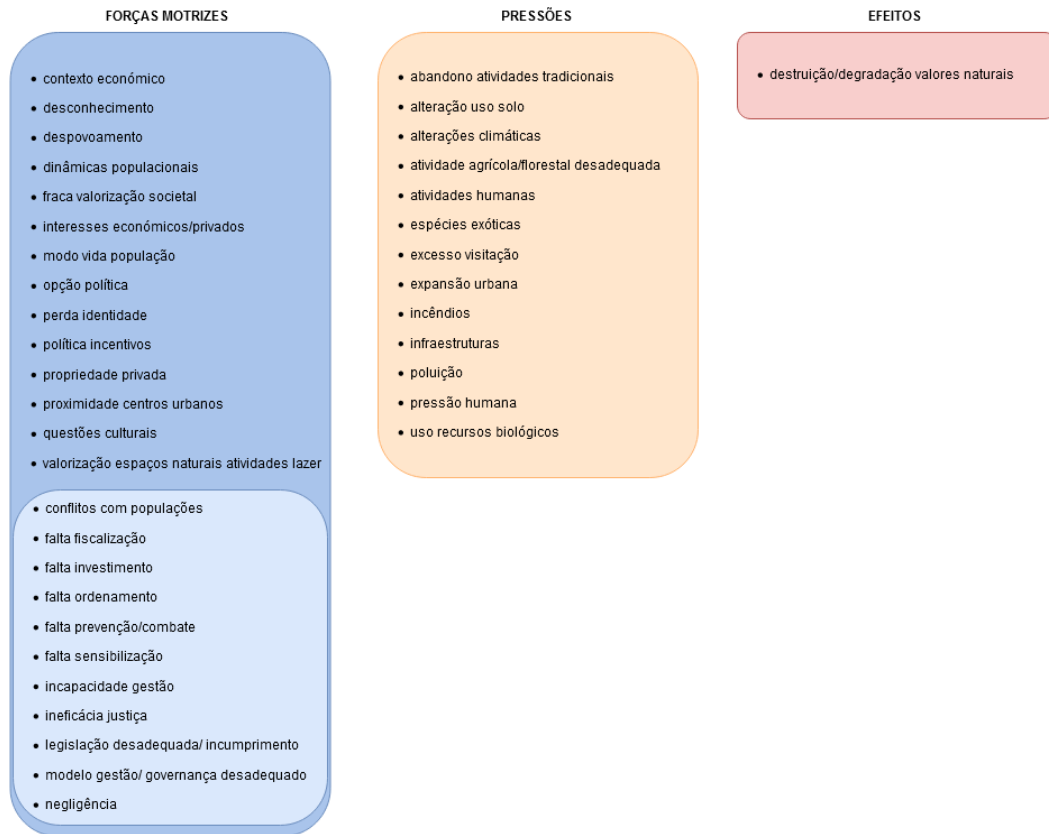 FORÇAS MOTRIZES
• contexto económico
• desconhecimento
• despovoamento
• dinâmicas populacionais
• fraca valorização societal
• interesses económicos/privados
• modo vida população
• opção política
• perda identidade
• política incentivos
• propriedade privada
• proximidade centros urbanos
• questões culturais
• valorização espaços naturais atividades lazer
• conflitos com populações
• falta fiscalização
• falta investimento
• falta ordenamento
• falta prevenção/combate
• falta sensibilização
• incapacidade gestão
• ineficácia justiça
• legislação desadequada/ incumprimento
• modelo gestão/ governança desadequado
• negligência
PRESSÕES
• abandono atividades tradicionais
• alteração uso solo
• alterações climáticas
• atividade agrícola/florestal desadequada
• atividades humanas
• espécies exóticas
• excesso visitação
• expansão urbana
• incêndios
• infraestruturas
• poluição
• pressão humana
• uso recursos biológicos
EFEITOS
• destruição/degradação valores naturais